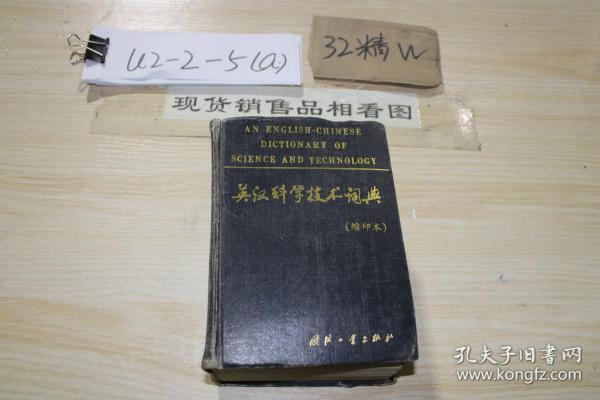 U2-2-5(a)
32精W
现货销售品相看图
AN ENGLISH-CHINESE
DICTIONARY OF
SCIENCE AND TECHNOLOGY
英汉科学技术词典
(缩印本)
国防工业出版社
孔夫子旧书网
www.kongfz.com